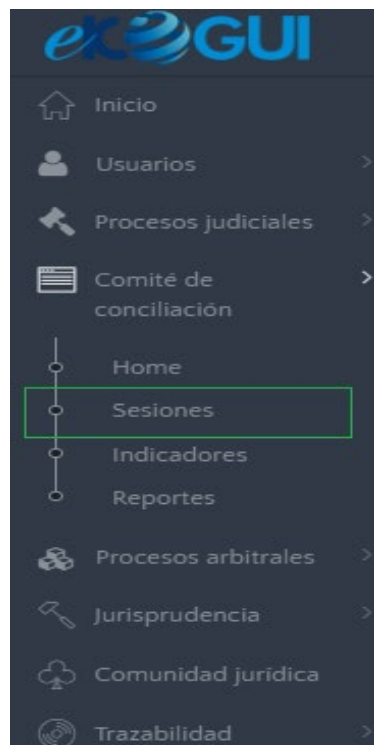 eKOGUI
Inicio
Usuarios
Procesos judiciales
Comité de
conciliación
Home
Sesiones
Indicadores
Reportes
Procesos arbitrales
Jurisprudencia
Comunidad jurídica
Trazabilidad